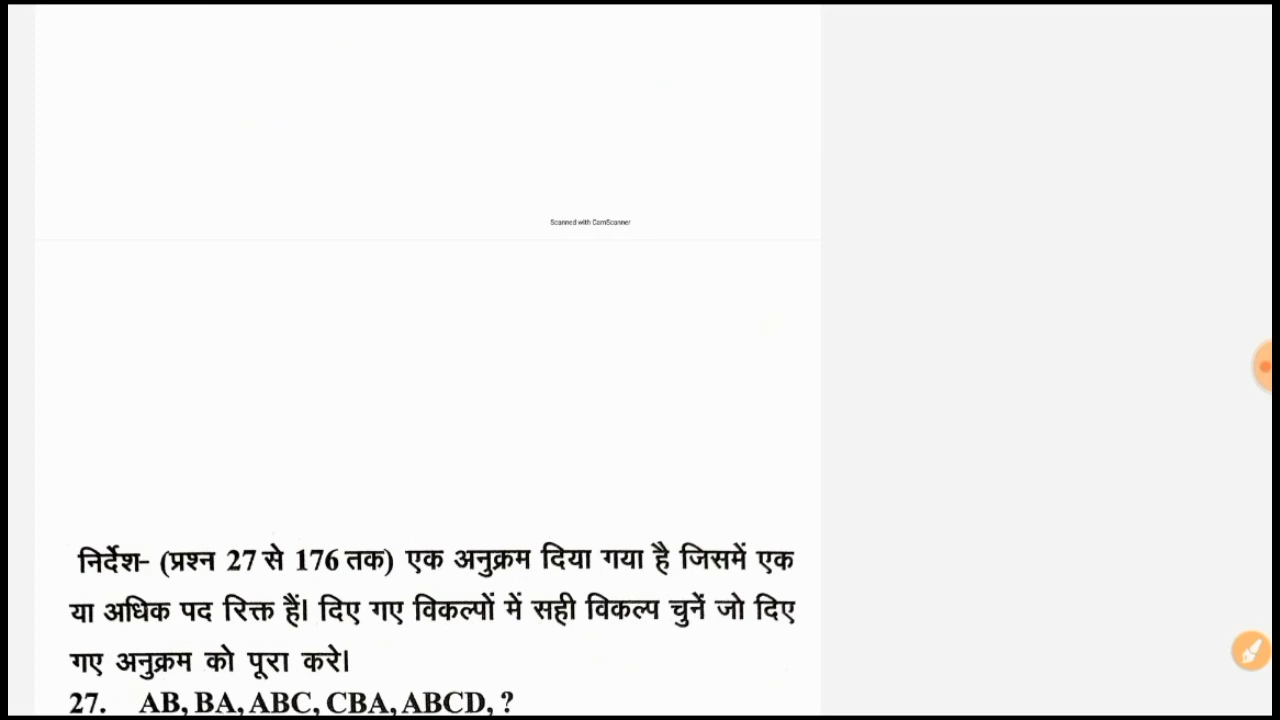 Scanned with CamScanner
निर्देश- (प्रश्न 27 से 176 तक) एक अनुक्रम दिया गया है जिसमें एक
या अधिक पद रिक्त हैं। दिए गए विकल्पों में सही विकल्प चुनें जो दिए
गए अनुक्रम को पूरा करे।
27. AB, BA, ABC, CBA, ABCD, ?